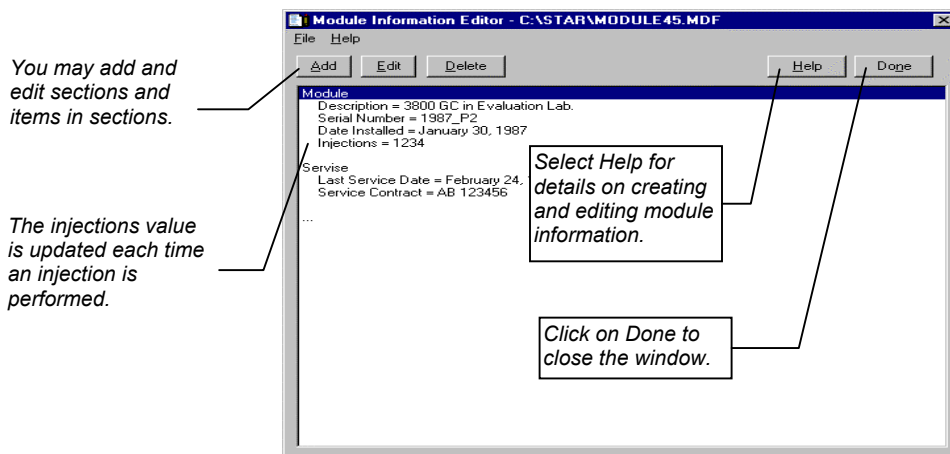 Module Information Editor - C:\STAR\MODULE45.MDF
File Help
Add Edit Delete Help Done
You may add and
edit sections and
items in sections.
Module
Description = 3800 GC in Evaluation Lab.
Serial Number = 1987_P2
Date Installed = January 30, 1987
Injections = 1234
Servise
Last Service Date = February 24,
Service Contract = AB 123456
...
Select Help for
details on creating
and editing module
information.
The injections value
is updated each time
an injection is
performed.
Click on Done to
close the window.